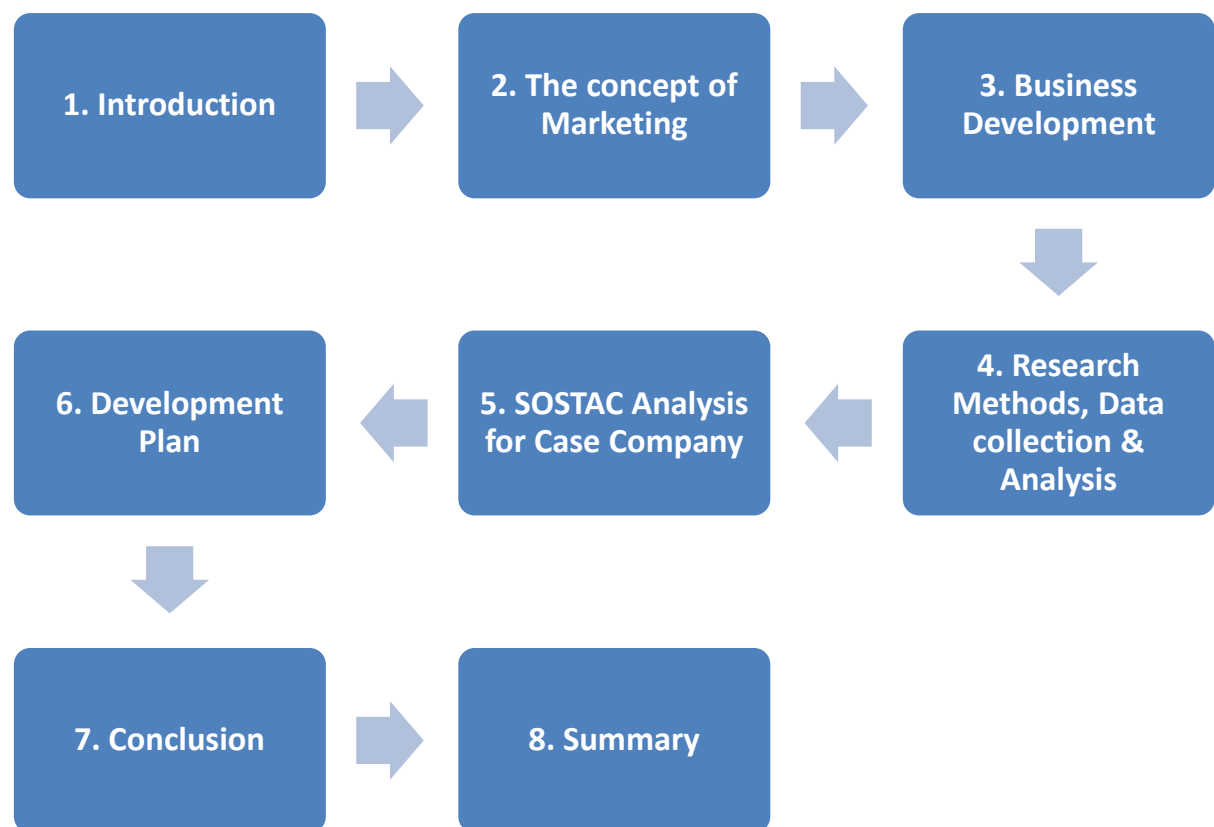 1. Introduction
2. The concept of
Marketing
3. Business
Development
4. Research
Methods, Data
collection &
Analysis
5. SOSTAC Analysis
for Case Company
6. Development
Plan
7. Conclusion
8. Summary